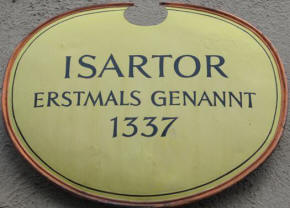 ISARTOR
ERSTMALS GENANNT
1337